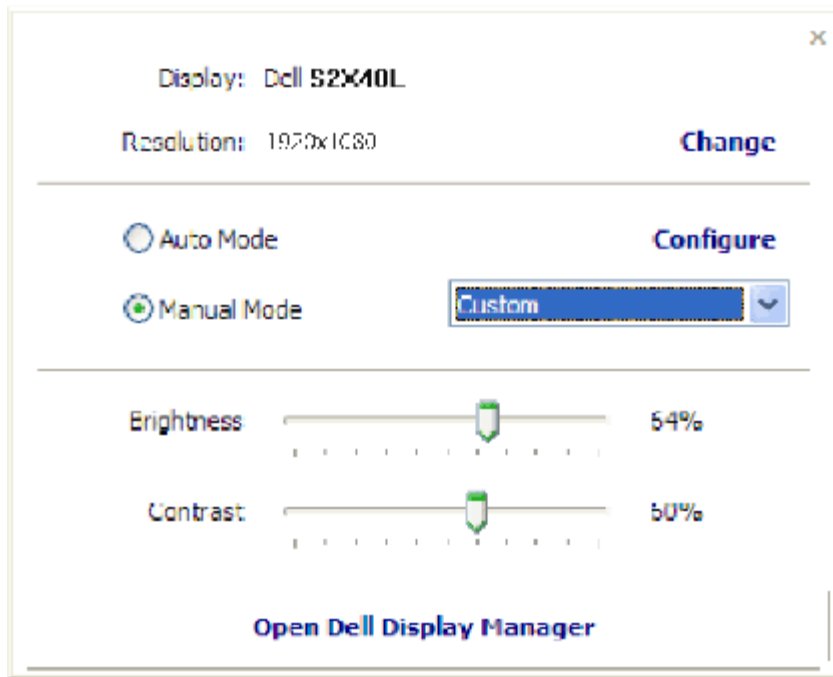 Display: Dell S2X40L
Resolution: 1920x1080 Change
Auto Mode Configure
Manual Mode Custom
Brightness 64%
Contrast 60%
Open Dell Display Manager